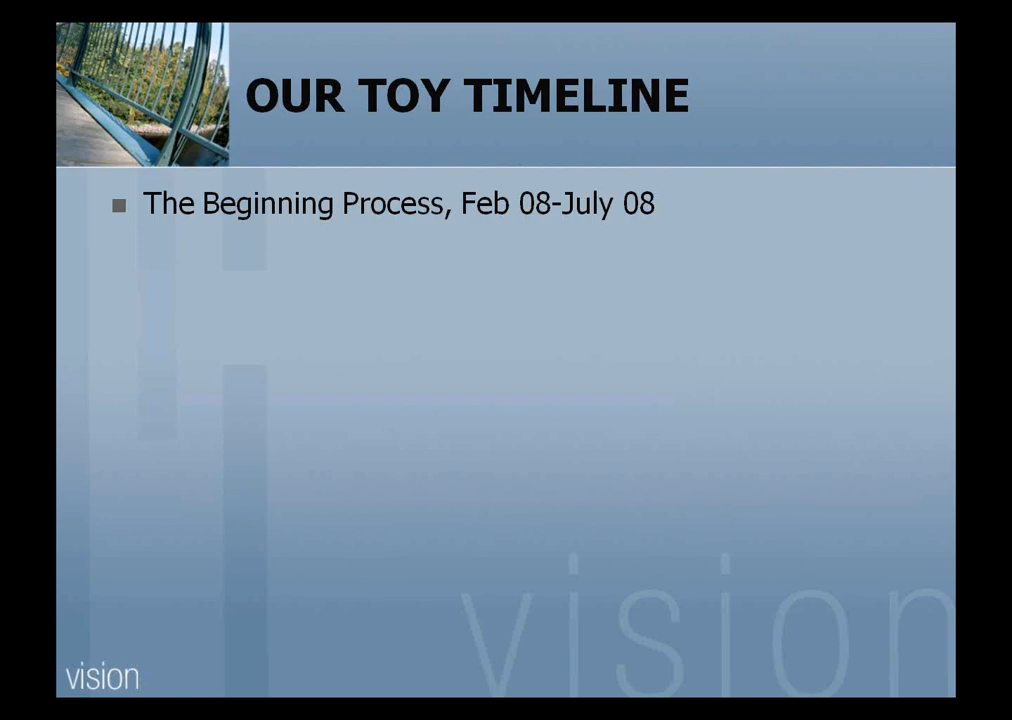 OUR TOY TIMELINE
The Beginning Process, Feb 08-July 08
vision
vision